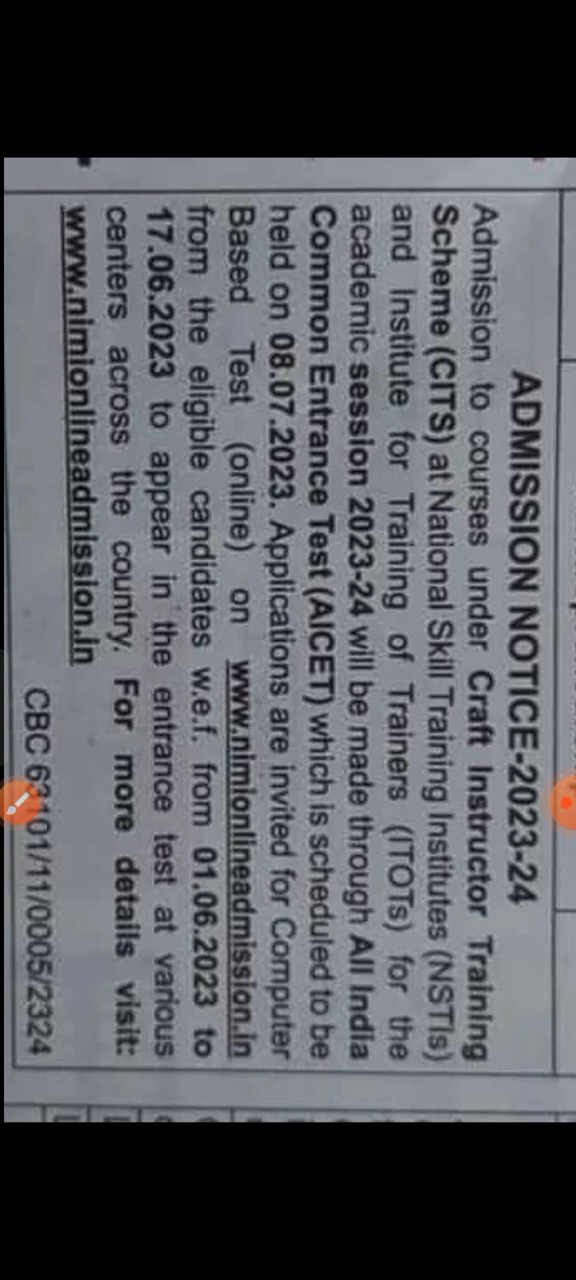 ADMISSION NOTICE-2023-24
Admission to courses under Craft Instructor Training
Scheme (CITS) at National Skill Training Institutes (NSTIs)
and Institute for Training of Trainers (ITOTs) for the
academic session 2023-24 will be made through All India
Common Entrance Test (AICET) which is scheduled to be
held on 08.07.2023. Applications are invited for Computer
Based Test (online) on www.nimionlineadmission.in
from the eligible candidates w.e.f. from 01.06.2023 to
17.06.2023 to appear in the entrance test at various
centers across the country. For more details visit:
www.nimionlineadmission.in
CBC